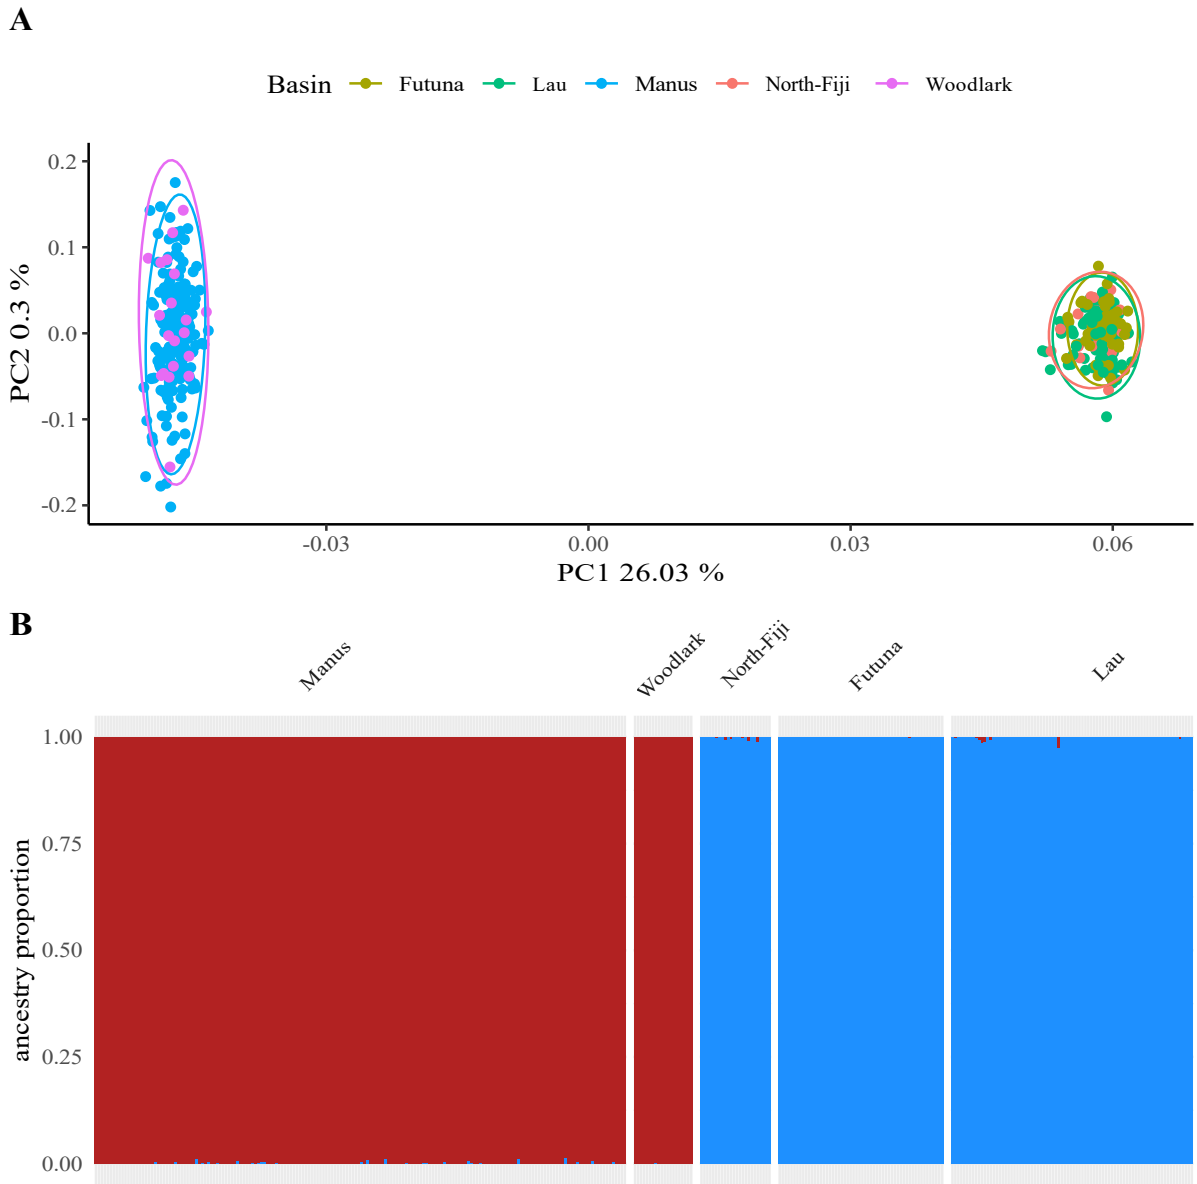 A
Basin Futuna Lau Manus North-Fiji Woodlark
0.2
0.1
0.0
-0.1
-0.2
PC2 0.3 %
-0.03 0.00 0.03 0.06
PC1 26.03 %
B
Manus Woodlark North-Fiji Futuna Lau
1.00
0.75
0.50
0.25
0.00
ancestry proportion